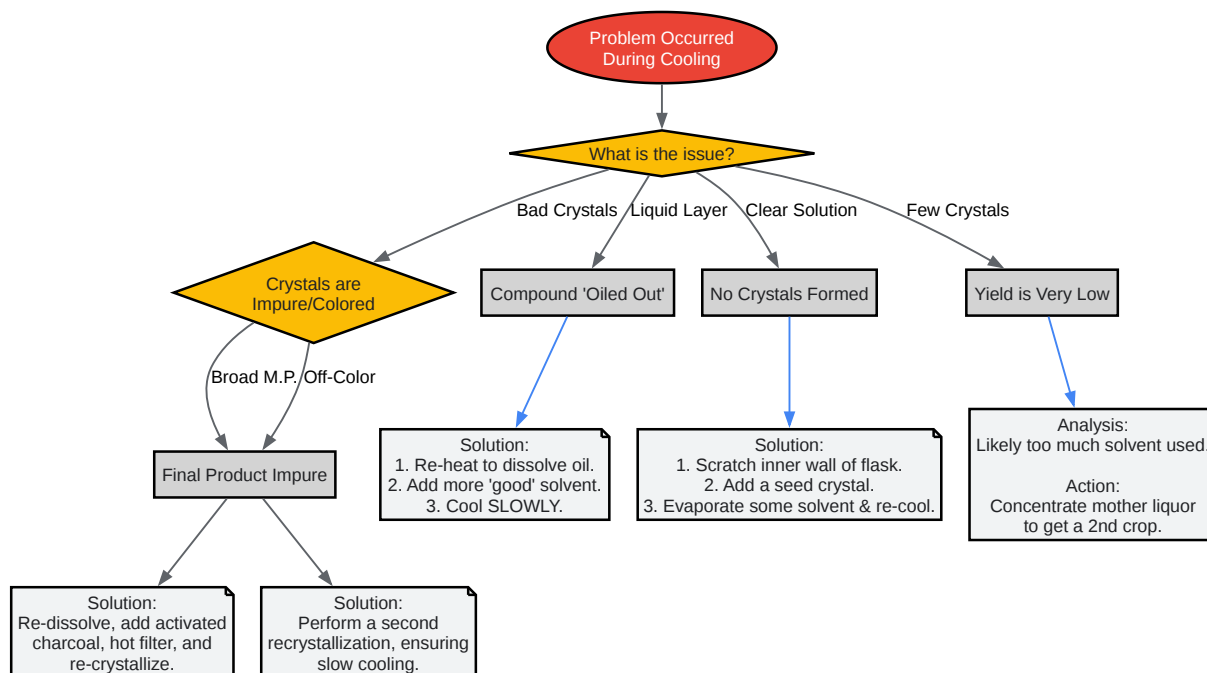 Problem Occurred
During Cooling
What is the issue?
Bad Crystals
Liquid Layer
Clear Solution
Few Crystals
Crystals are
Impure/Colored
Compound 'Oiled Out'
No Crystals Formed
Yield is Very Low
Broad M.P.
Off-Color
Final Product Impure
Solution:
1. Re-heat to dissolve oil.
2. Add more 'good' solvent.
3. Cool SLOWLY.
Solution:
1. Scratch inner wall of flask.
2. Add a seed crystal.
3. Evaporate some solvent & re-cool.
Analysis:
Likely too much solvent used.
Action:
Concentrate mother liquor
to get a 2nd crop.
Solution:
Re-dissolve, add activated
charcoal, hot filter, and
re-crystallize.
Solution:
Perform a second
recrystallization, ensuring
slow cooling.